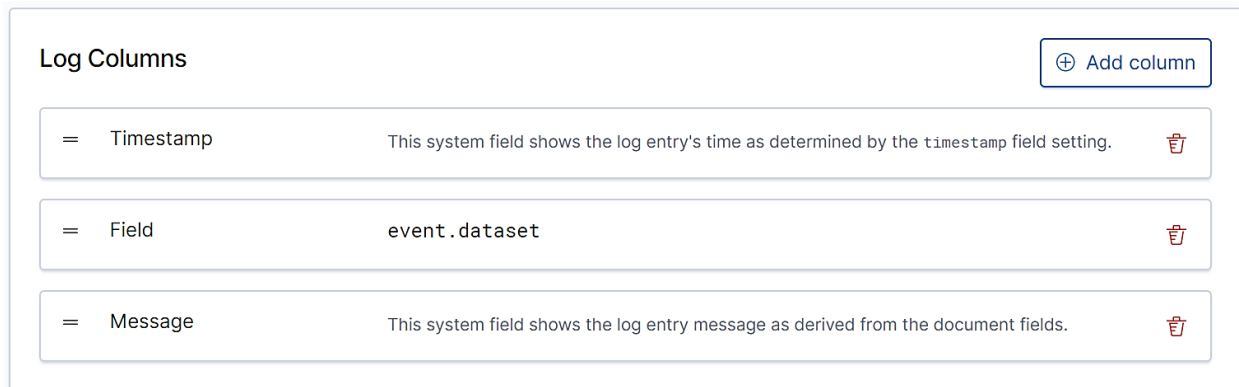 Log Columns
Add column
Timestamp
This system field shows the log entry's time as determined by the timestamp field setting.
Field
event.dataset
Message
This system field shows the log entry message as derived from the document fields.